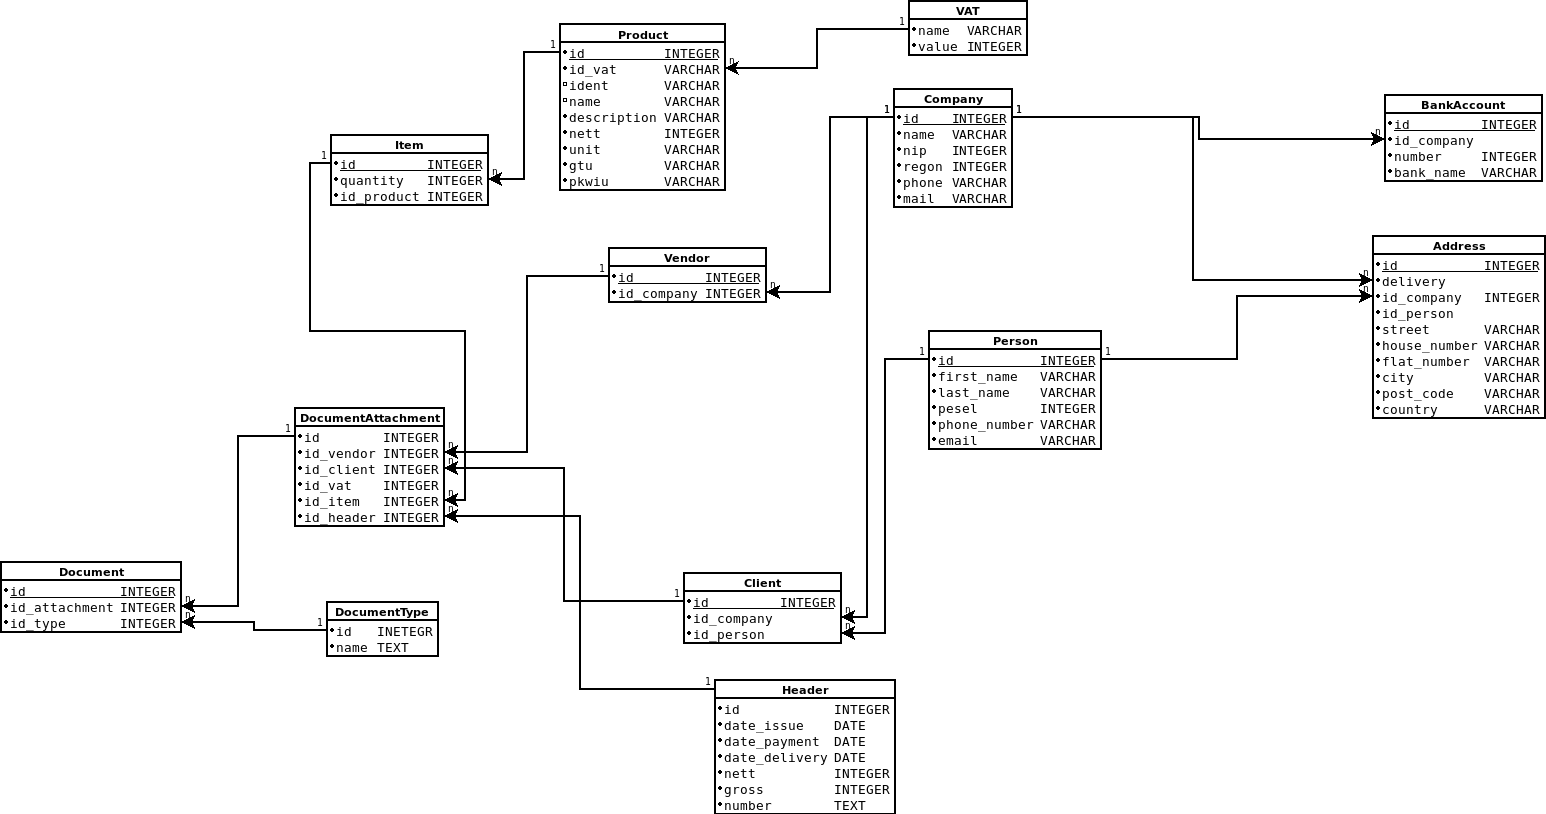 VAT
name VARCHAR
value INTEGER
1
Product
id INTEGER
id_vat VARCHAR
ident VARCHAR
name VARCHAR
description VARCHAR
nett INTEGER
unit VARCHAR
gtu VARCHAR
pkwiu VARCHAR
1
n
Company
id INTEGER
name VARCHAR
nip INTEGER
regon INTEGER
phone VARCHAR
mail VARCHAR
1
1
BankAccount
id INTEGER
id_company
number INTEGER
bank_name VARCHAR
n
Item
id INTEGER
quantity INTEGER
id_product INTEGER
1
n
Vendor
id INTEGER
id_company INTEGER
1
n
Address
id INTEGER
delivery
id_company INTEGER
id_person
street VARCHAR
house_number VARCHAR
flat_number VARCHAR
city VARCHAR
post_code VARCHAR
country VARCHAR
n
n
Person
id INTEGER
first_name VARCHAR
last_name VARCHAR
pesel INTEGER
phone_number VARCHAR
email VARCHAR
1
1
DocumentAttachment
id INTEGER
id_vendor INTEGER
id_client INTEGER
id_vat INTEGER
id_item INTEGER
id_header INTEGER
1
n
n
n
n
Document
id INTEGER
id_attachment INTEGER
id_type INTEGER
n
n
DocumentType
id INETEGR
name TEXT
1
Client
id INTEGER
id_company
id_person
1
n
n
Header
id INTEGER
date_issue DATE
date_payment DATE
date_delivery DATE
nett INTEGER
gross INTEGER
number TEXT
1